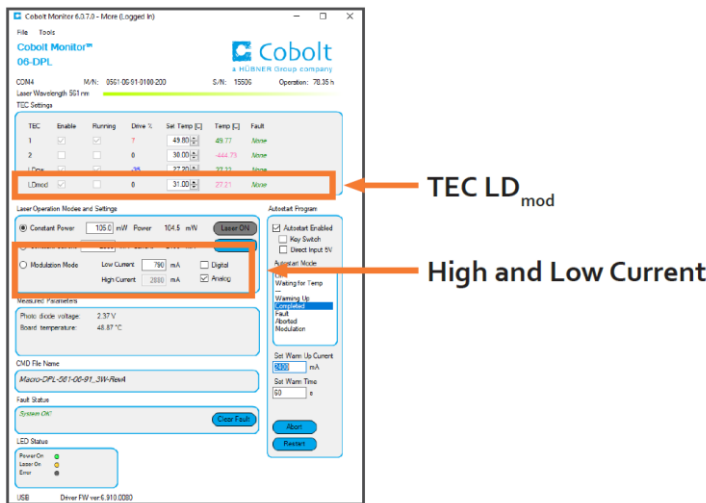 Cobolt Monitor 6.0.7.0 - More (Logged In)
File Tools
Cobolt Monitor™
06-DPL
Cobolt
A HÜBNER Group company
COM4 M/N: 0561-06-91-0100-200 S/N: 15506 Operation: 70.35 h
Laser Wavelength 561 nm
TEC Settings
TEC Enable Running Drive % Set Temp [C] Temp [C] Fault
1 7 49.80 49.77 None
2 0 30.00 -444.73 None
27.20 None
LDmod 0 31.00 27.21 None
TEC LDmod
Laser Operation Modes and Settings
Constant Power 105.0 mW Power 104.5 mW Laser ON
Modulation Mode Low Current 790 mA Digital
High Current 2880 mA Analog
High and Low Current
Autostart Program
Autostart Enabled
Key Switch
Direct Input 5V
Autostart Mode
Waiting for Temp
---
Warming Up
Completed
Fault
Aborted
Modulation
Measured Parameters
Photo diode voltage: 2.37 V
Board temperature: 48.87 °C
Set Warm Up Current
mA
Set Warm Time
60 s
Abort
Restart
CMD File Name
Macro-DPL-561-06-91_3W-RevA
Fault Status
System OK!
Clear Fault
LED Status
Power On
Laser On
Error
USB Driver FW ver 6.910.0080